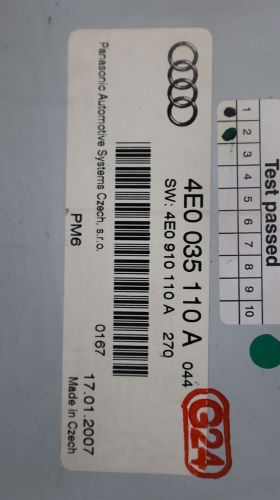 4E0 035 110 A 044
SW: 4E0 910 110 A 270
Panasonic Automotive Systems Czech, s.r.o.
PM6
0167
17.01.2007
Made in Czech
G24
Test passed
1 2 3 4 5 6 7 8 9 10